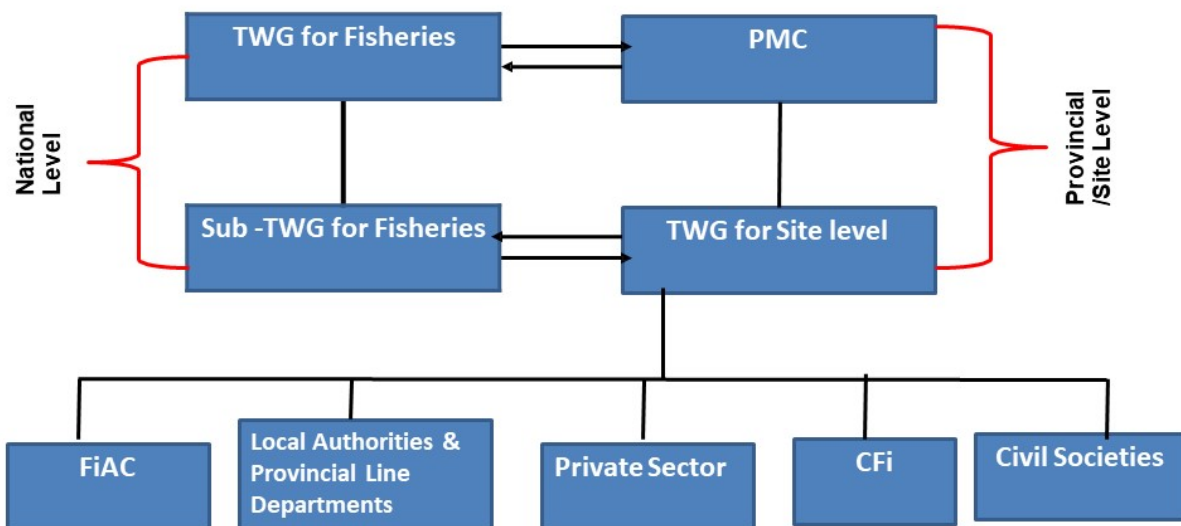 TWG for Fisheries
PMC
National
Level
Provincial
/Site Level
Sub -TWG for Fisheries
TWG for Site level
FiAC
Local Authorities &
Provincial Line
Departments
Private Sector
CFi
Civil Societies